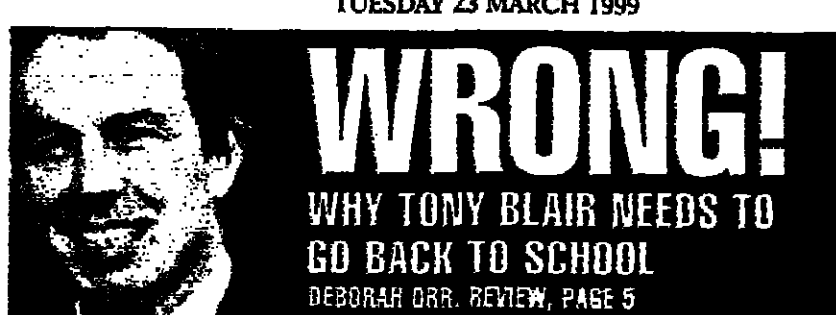 TUESDAY 23 MARCH 1999
WRONG!
WHY TONY BLAIR NEEDS TO
GO BACK TO SCHOOL
DEBORAH ORR. REVIEW, PAGE 5